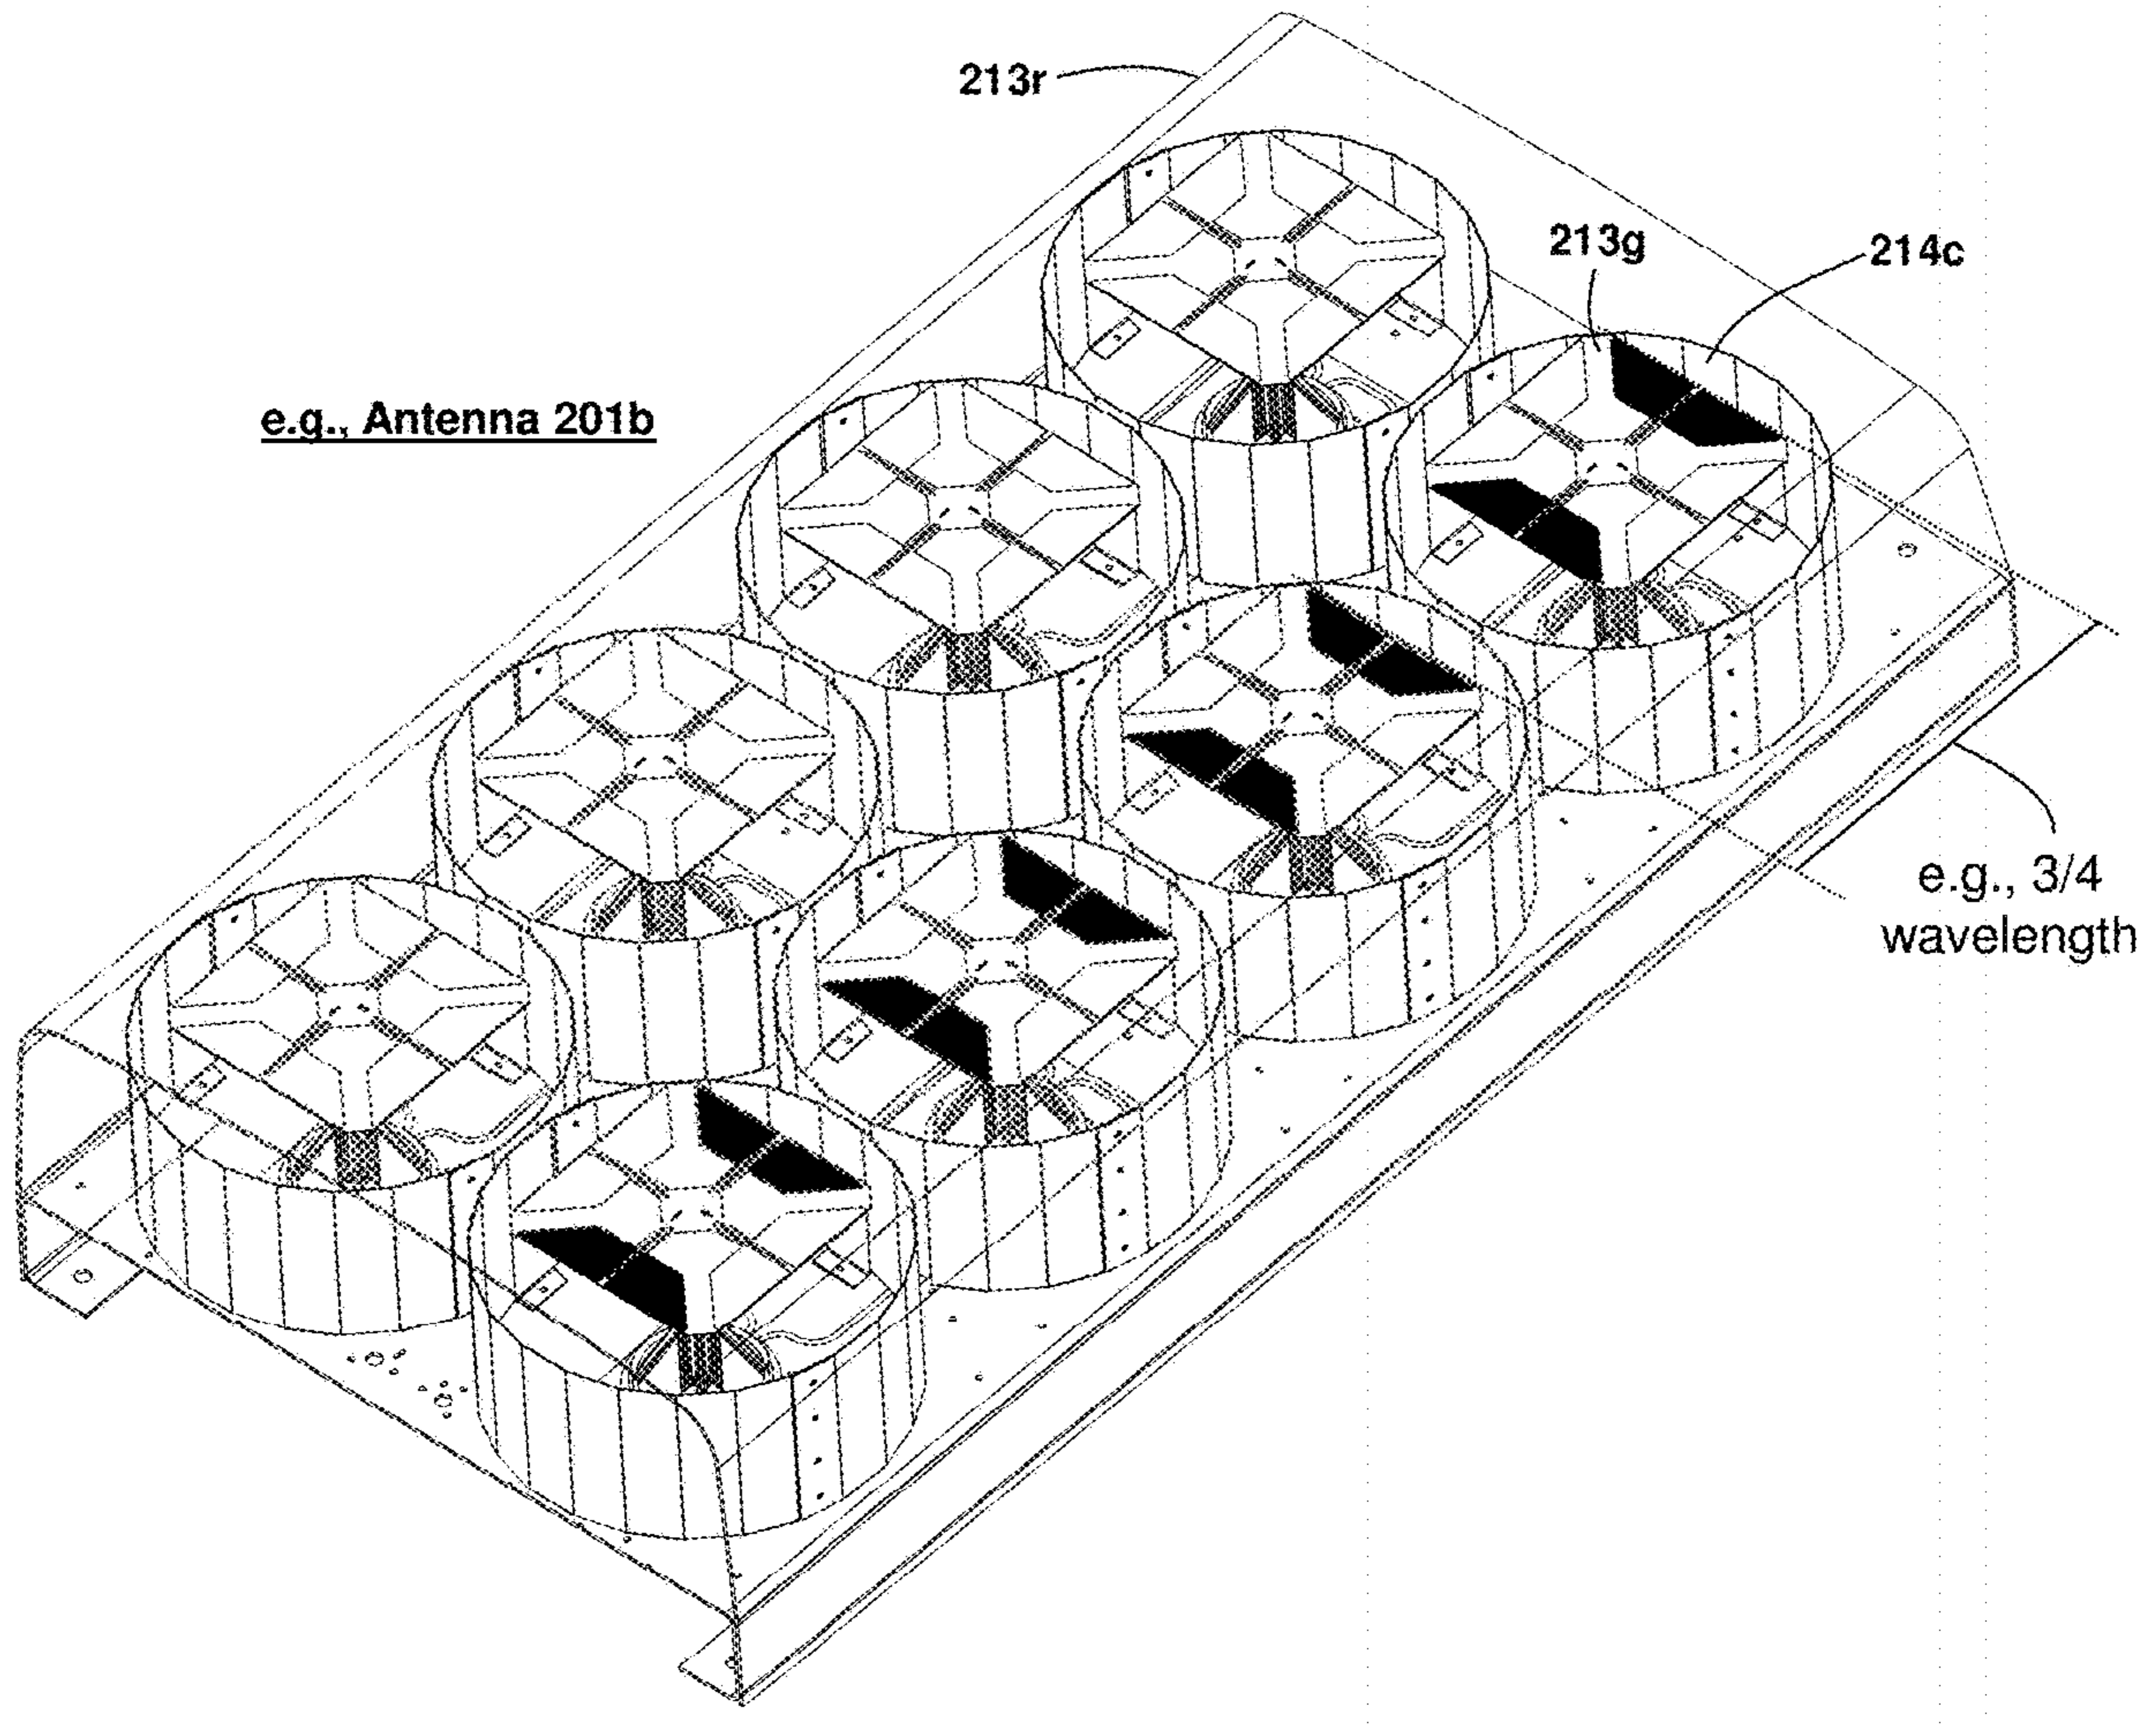 213r
213g
214c
e.g., Antenna 201b
e.g., 3/4
wavelength